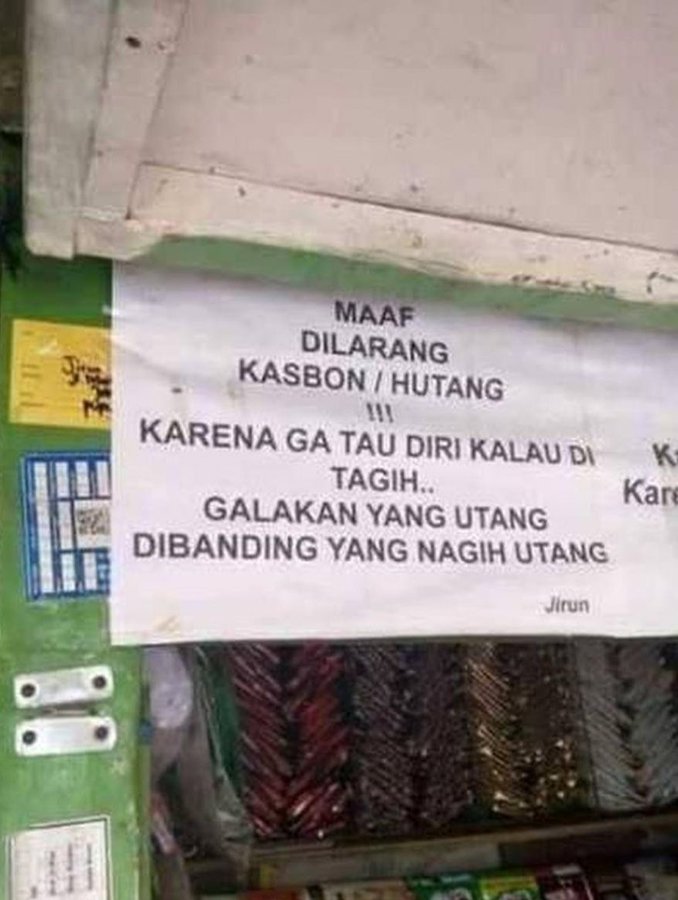 MAAF
DILARANG
KASBON / HUTANG
!!!
KARENA GA TAU DIRI KALAU DI
TAGIH..
GALAKAN YANG UTANG
DIBANDING YANG NAGIH UTANG
Jirun